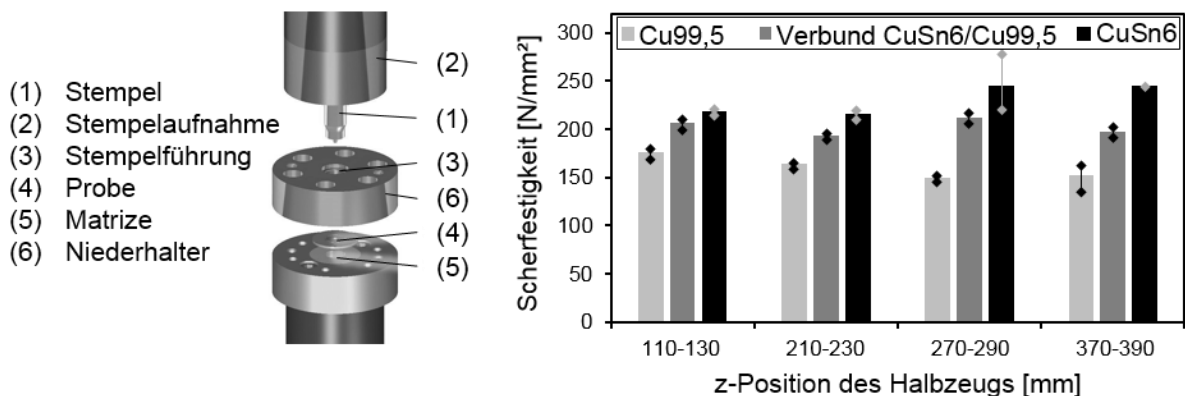 (1) Stempel
(2) Stempelaufnahme
(3) Stempelführung
(4) Probe
(5) Matrize
(6) Niederhalter
(2)
(1)
(3)
(6)
(4)
(5)
Scherfestigkeit [N/mm²]
300
250
200
150
100
50
0
Cu99,5 Verbund CuSn6/Cu99,5 CuSn6
110-130 210-230 270-290 370-390
z-Position des Halbzeugs [mm]